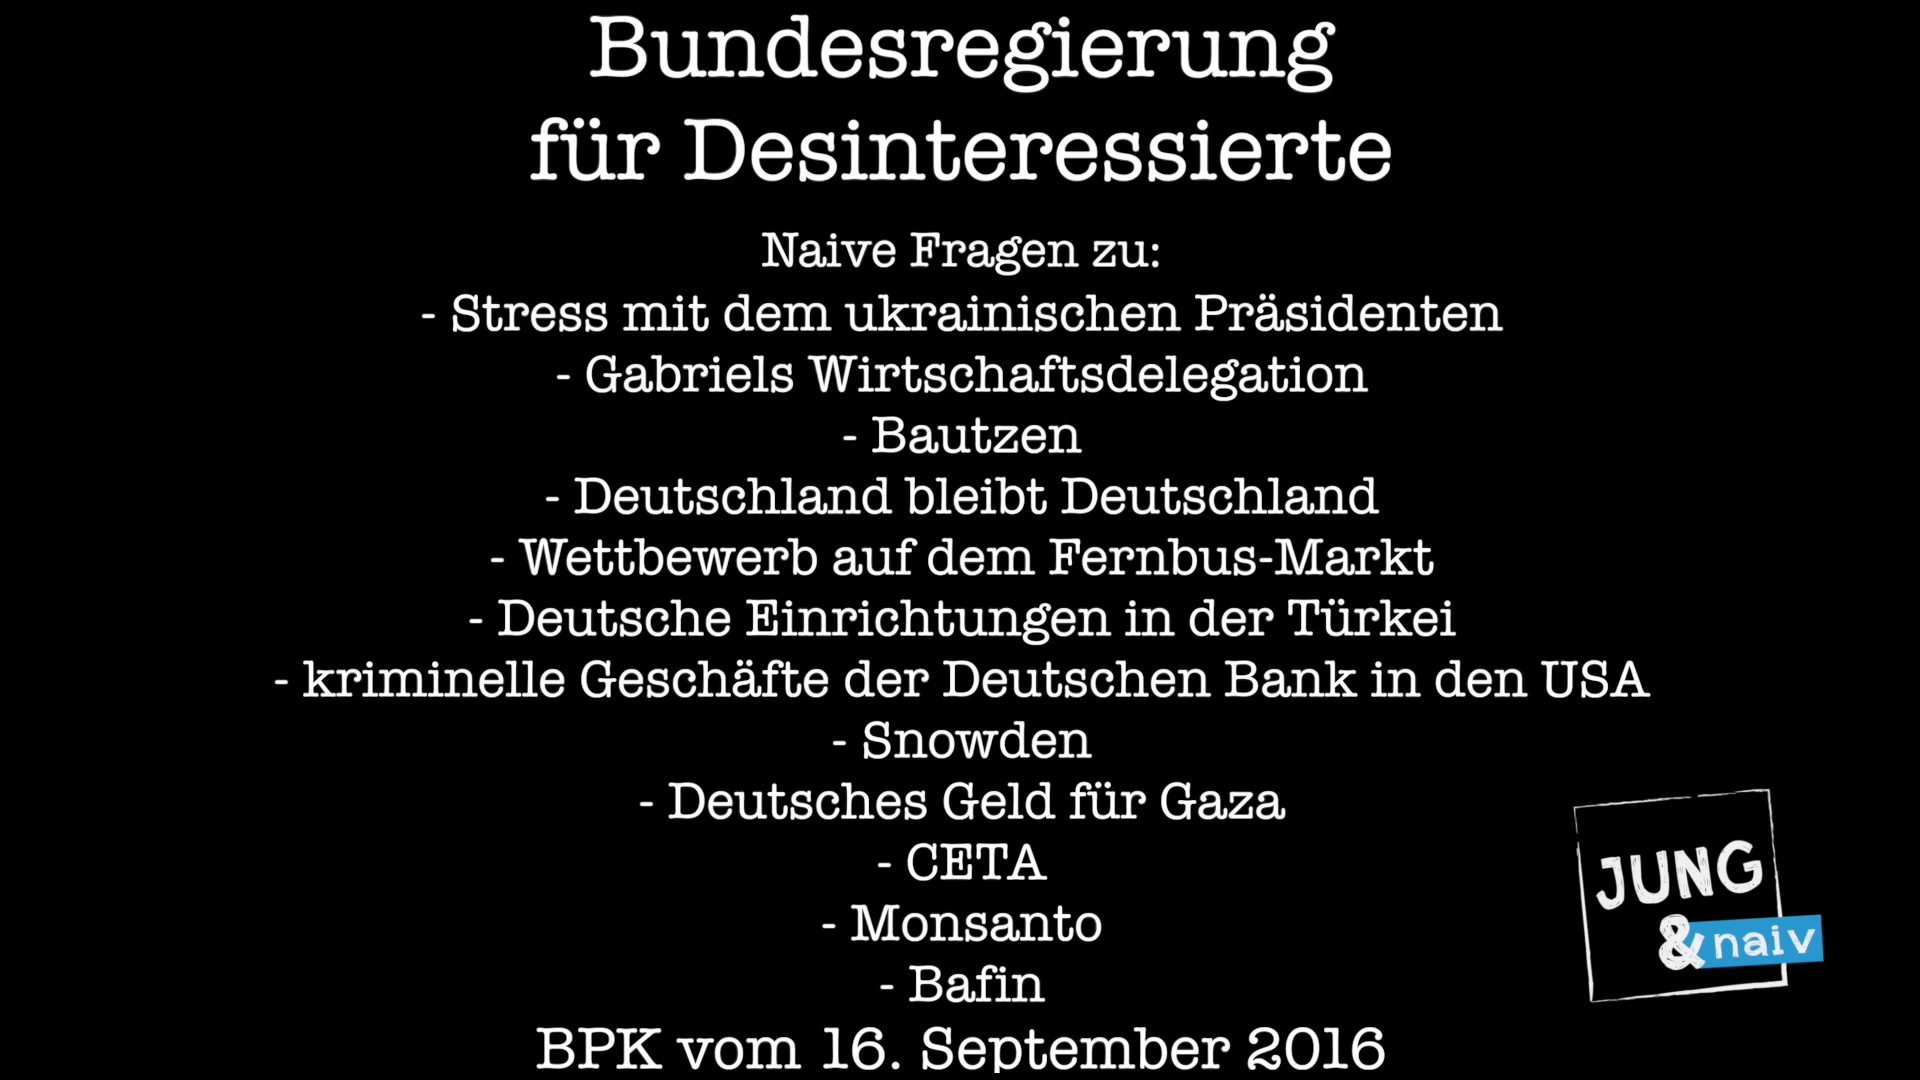 Bundesregierung
für Desinteressierte
Naive Fragen zu:
- Stress mit dem ukrainischen Präsidenten
- Gabriels Wirtschaftsdelegation
- Bautzen
- Deutschland bleibt Deutschland
- Wettbewerb auf dem Fernbus-Markt
- Deutsche Einrichtungen in der Türkei
- kriminelle Geschäfte der Deutschen Bank in den USA
- Snowden
- Deutsches Geld für Gaza
- CETA
- Monsanto
- Bafin
BPK vom 16. September 2016
JUNG
& naiv